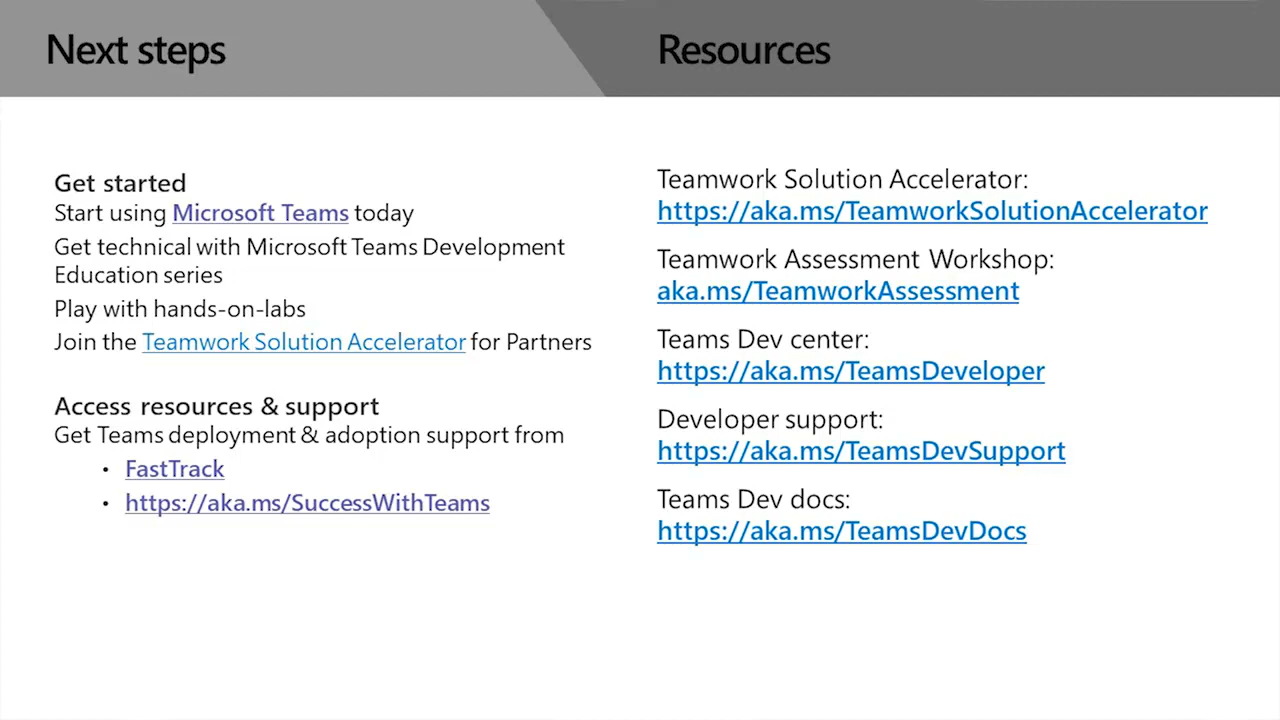 Next steps
Resources
Get started
Start using Microsoft Teams today
Get technical with Microsoft Teams Development
Education series
Play with hands-on-labs
Join the Teamwork Solution Accelerator for Partners
Access resources & support
Get Teams deployment & adoption support from
• FastTrack
• https://aka.ms/SuccessWithTeams
Teamwork Solution Accelerator:
https://aka.ms/TeamworkSolutionAccelerator
Teamwork Assessment Workshop:
aka.ms/TeamworkAssessment
Teams Dev center:
https://aka.ms/TeamsDeveloper
Developer support:
https://aka.ms/TeamsDevSupport
Teams Dev docs:
https://aka.ms/TeamsDevDocs